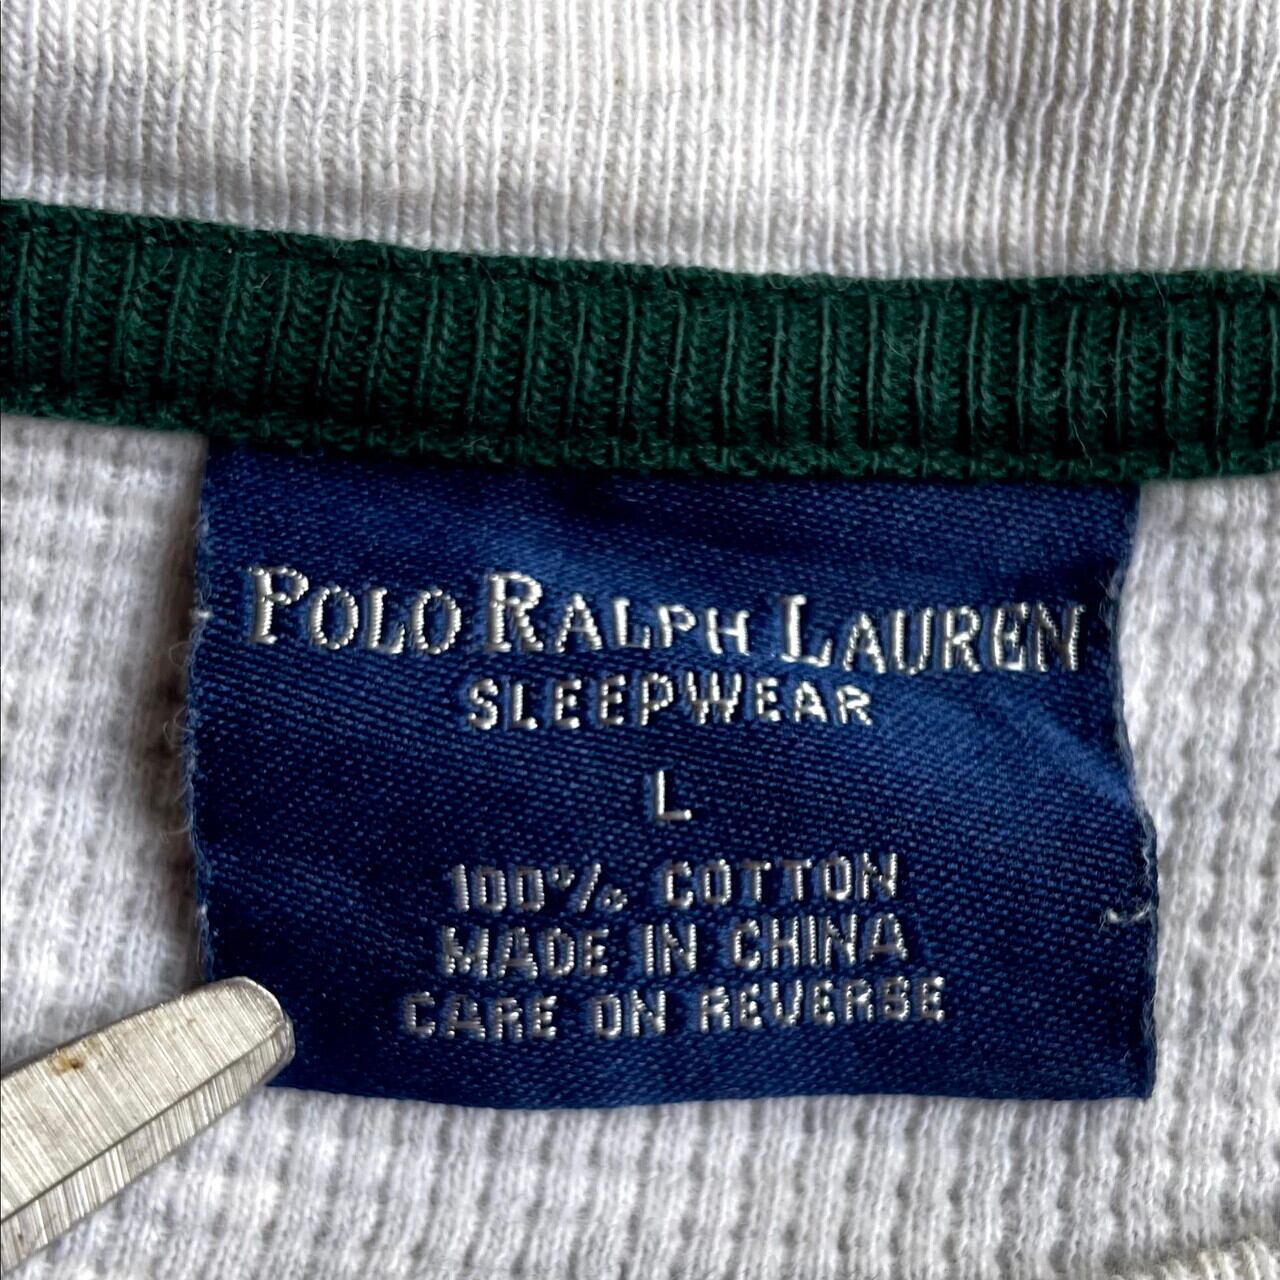 POLO RALPH LAUREN
SLEEPWEAR
L
100% COTTON
MADE IN CHINA
CARE ON REVERSE